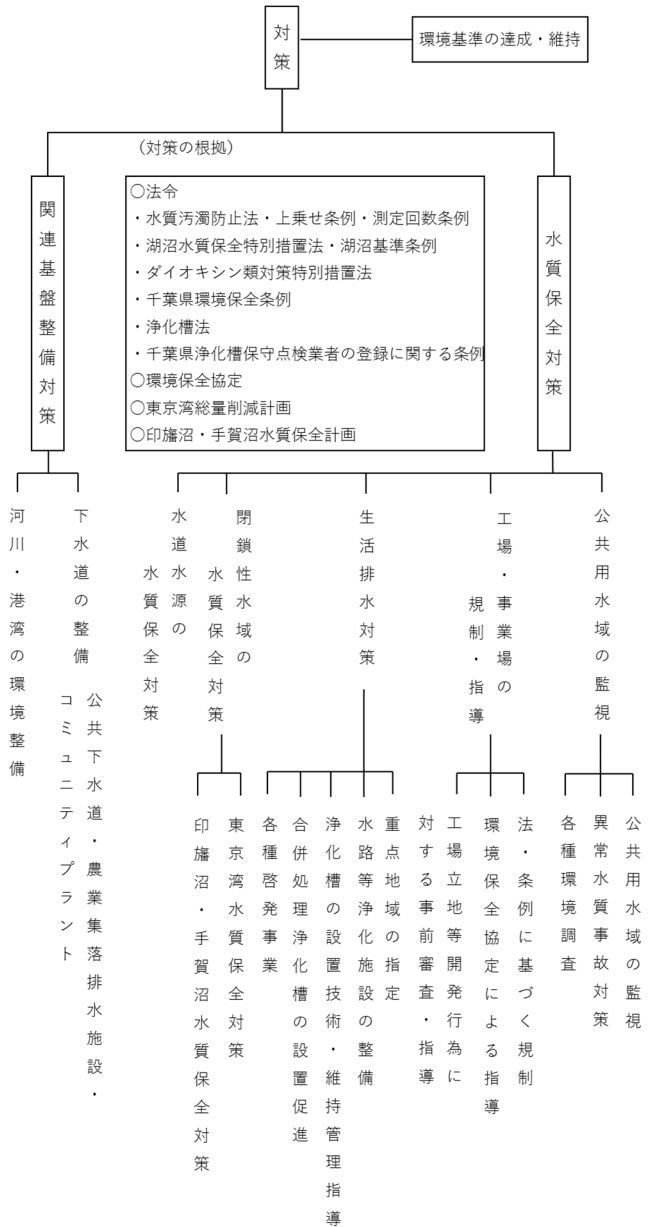 対策
環境基準の達成・維持
（対策の根拠）
関連基盤整備対策
○法令
・水質汚濁防止法・上乗せ条例・測定回数条例
・湖沼水質保全特別措置法・湖沼基準条例
・ダイオキシン類対策特別措置法
・千葉県環境保全条例
・浄化槽法
・千葉県浄化槽保守点検業者の登録に関する条例
○環境保全協定
○東京湾総量削減計画
○印旛沼・手賀沼水質保全計画
水質保全対策
公共用水域の監視
工場・事業場の
規制・指導
生活排水対策
閉鎖性水域の
水質保全対策
水道水源の
水質保全対策
下水道の整備
公共下水道・農業集落排水施設・
コミュニティプラント
河川・港湾の環境整備
公共用水域の監視
異常水質事故対策
各種環境調査
法・条例に基づく規制
環境保全協定による指導
工場立地等開発行為に
対する事前審査・指導
重点地域の指定
水路等浄化施設の整備
浄化槽の設置技術・維持管理指導
合併処理浄化槽の設置促進
各種啓発事業
東京湾水質保全対策
印旛沼・手賀沼水質保全対策